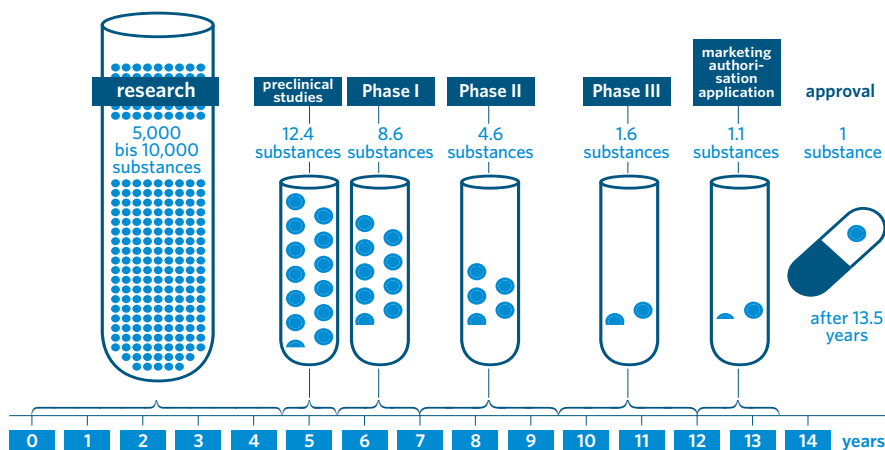 research
5,000
bis 10,000
substances
preclinical
studies
12.4
substances
Phase I
8.6
substances
Phase II
4.6
substances
Phase III
1.6
substances
marketing
authori-
sation
application
1.1
substances
approval
1
substance
after 13.5
years
0 1 2 3 4 5 6 7 8 9 10 11 12 13 14 years